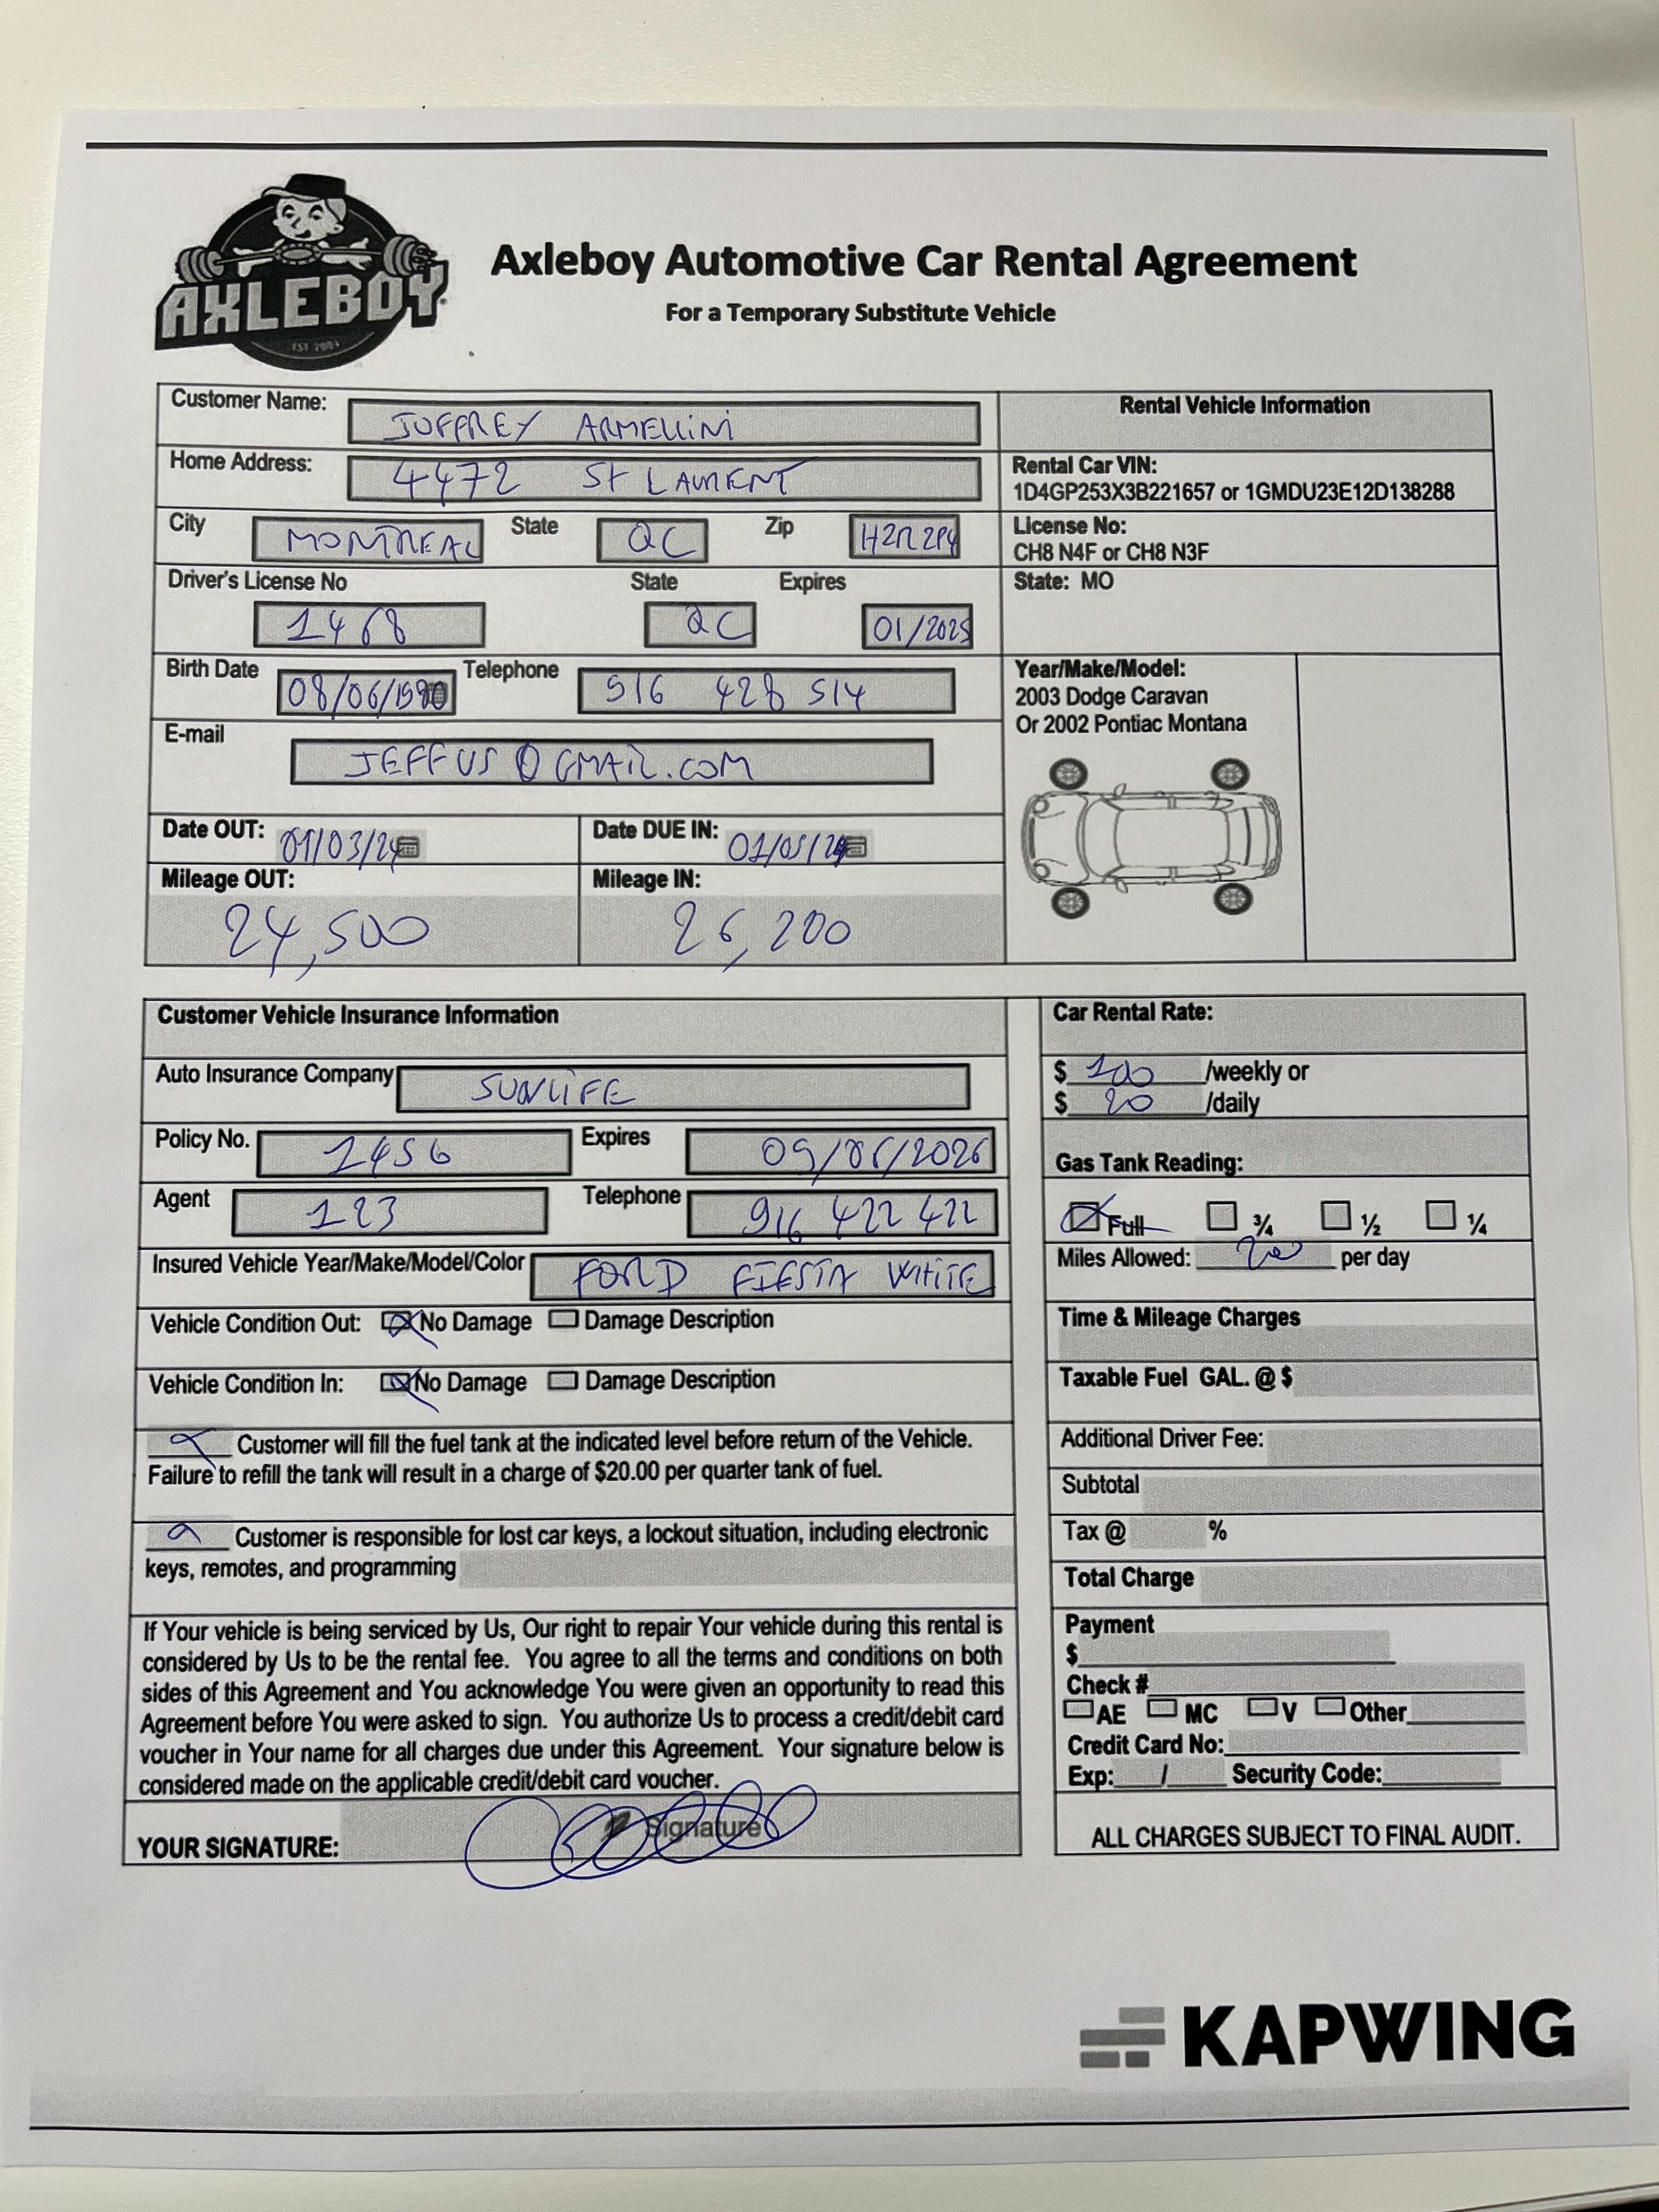 AXLEBOY
EST 2004
Axleboy Automotive Car Rental Agreement
For a Temporary Substitute Vehicle
Customer Name: JOFFREY ARMELLINI
Rental Vehicle Information
Home Address: 4472 St LAURENT
Rental Car VIN:
1D4GP253X3B221657 or 1GMDU23E12D138288
City MONTREAL State QC Zip H2R 2P4
License No:
CH8 N4F or CH8 N3F
Driver's License No State Expires
1468 QC 01/2025
State: MO
Birth Date 08/06/1990 Telephone 516 428 514
Year/Make/Model:
2003 Dodge Caravan
Or 2002 Pontiac Montana
E-mail
JEFFUS@GMAIL.COM
Date OUT: 01/03/24 Date DUE IN: 01/05/24
Mileage OUT: Mileage IN:
24,500 26,200
Customer Vehicle Insurance Information
Auto Insurance Company SUNLIFE
Policy No. 1456 Expires 09/06/2026
Agent 123 Telephone 916 422 422
Insured Vehicle Year/Make/Model/Color FORD FIESTA WHITE
Vehicle Condition Out: No Damage Damage Description
Vehicle Condition In: No Damage Damage Description
Customer will fill the fuel tank at the indicated level before return of the Vehicle.
Failure to refill the tank will result in a charge of $20.00 per quarter tank of fuel.
Customer is responsible for lost car keys, a lockout situation, including electronic
keys, remotes, and programming
If Your vehicle is being serviced by Us, Our right to repair Your vehicle during this rental is
considered by Us to be the rental fee. You agree to all the terms and conditions on both
sides of this Agreement and You acknowledge You were given an opportunity to read this
Agreement before You were asked to sign. You authorize Us to process a credit/debit card
voucher in Your name for all charges due under this Agreement. Your signature below is
considered made on the applicable credit/debit card voucher.
YOUR SIGNATURE: Signature
Car Rental Rate:
$ 100 /weekly or
$ 20 /daily
Gas Tank Reading:
Full ¾ ½ ¼
Miles Allowed: 200 per day
Time & Mileage Charges
Taxable Fuel GAL. @ $
Additional Driver Fee:
Subtotal
Tax @ %
Total Charge
Payment
$
Check #
AE MC V Other
Credit Card No:
Exp: / Security Code:
ALL CHARGES SUBJECT TO FINAL AUDIT.
KAPWING